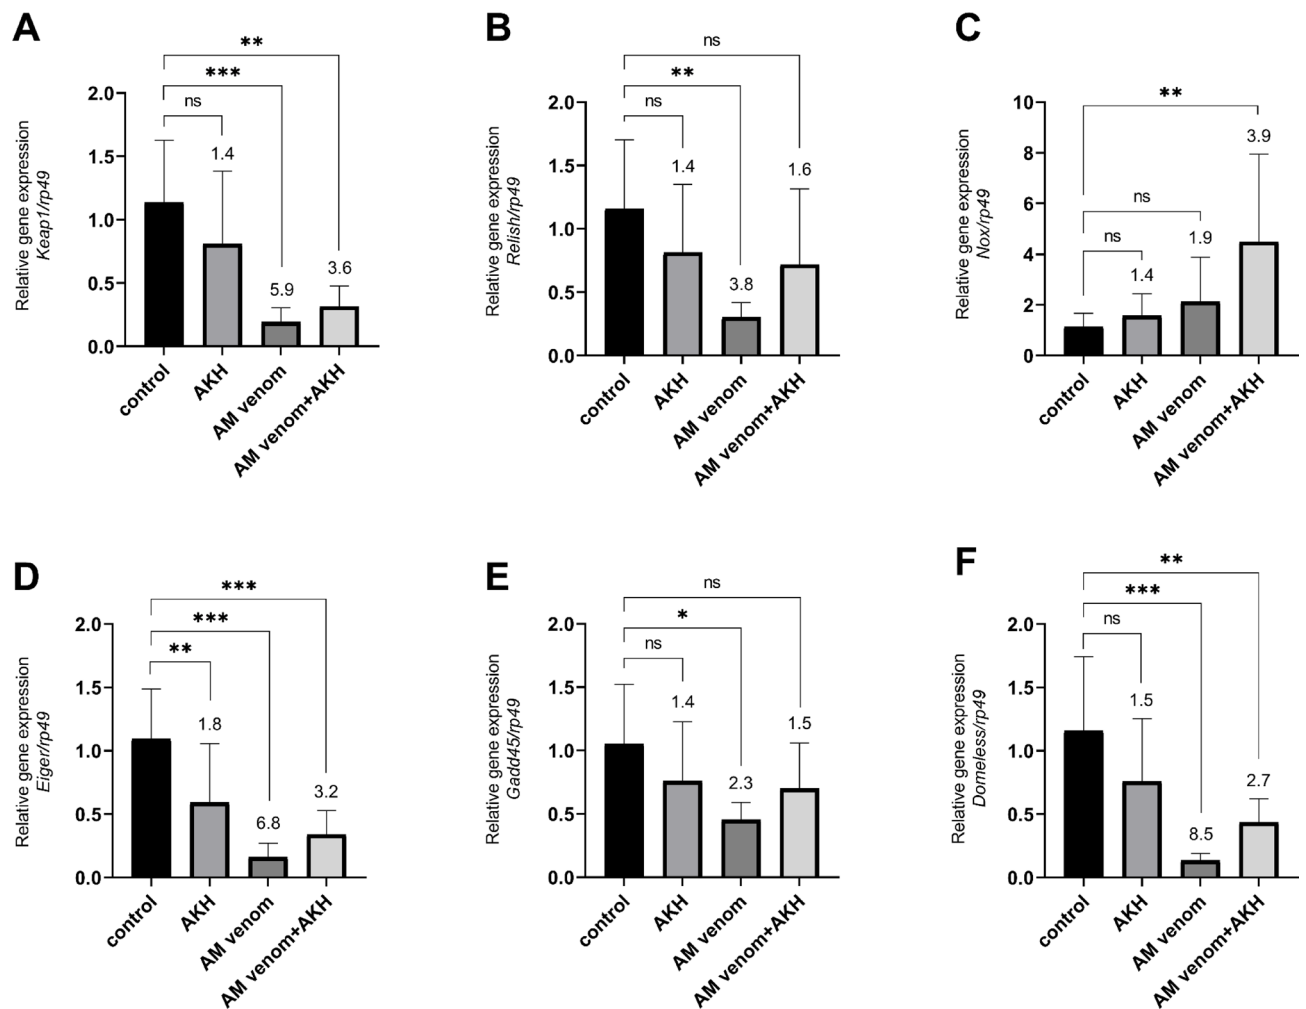 A
**
***
ns
2.0
1.5
1.0
0.5
0.0
1.4
5.9
3.6
Relative gene expression
Keap1/rp49
control
AKH
AM venom
AM venom+AKH
B
ns
**
ns
2.0
1.5
1.0
0.5
0.0
1.4
3.8
1.6
Relative gene expression
Relish/rp49
control
AKH
AM venom
AM venom+AKH
C
**
ns
ns
10
8
6
4
2
0
1.4
1.9
3.9
Relative gene expression
Nox/rp49
control
AKH
AM venom
AM venom+AKH
D
***
***
**
2.0
1.5
1.0
0.5
0.0
1.8
6.8
3.2
Relative gene expression
Eiger/rp49
control
AKH
AM venom
AM venom+AKH
E
ns
*
ns
2.0
1.5
1.0
0.5
0.0
1.4
2.3
1.5
Relative gene expression
Gadd45/rp49
control
AKH
AM venom
AM venom+AKH
F
**
***
ns
2.0
1.5
1.0
0.5
0.0
1.5
8.5
2.7
Relative gene expression
Domeless/rp49
control
AKH
AM venom
AM venom+AKH